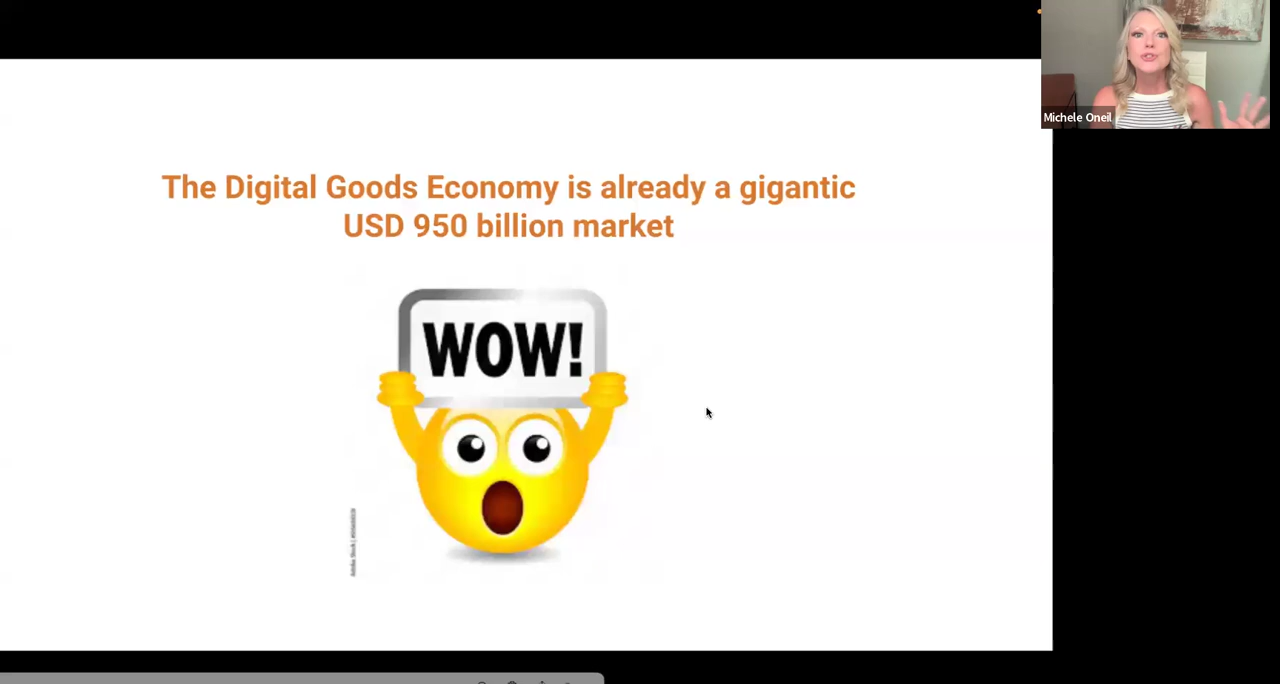 Michele Oneil
The Digital Goods Economy is already a gigantic
USD 950 billion market
WOW!